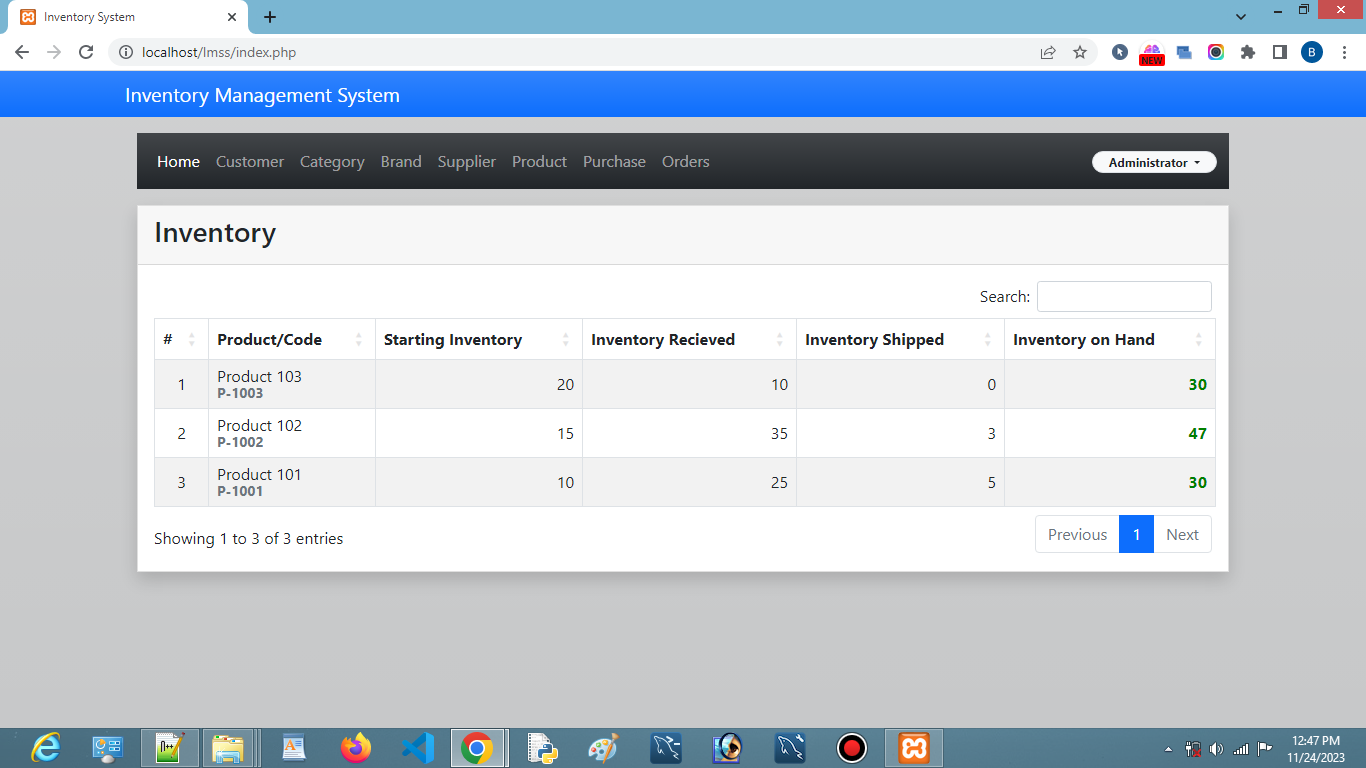 Inventory System
localhost/lmss/index.php
NEW
B
Inventory Management System
Home Customer Category Brand Supplier Product Purchase Orders Administrator
Inventory
Search:
# Product/Code Starting Inventory Inventory Recieved Inventory Shipped Inventory on Hand
1 Product 103 20 10 0 30
P-1003
2 Product 102 15 35 3 47
P-1002
3 Product 101 10 25 5 30
P-1001
Showing 1 to 3 of 3 entries
Previous 1 Next
12:47 PM
11/24/2023